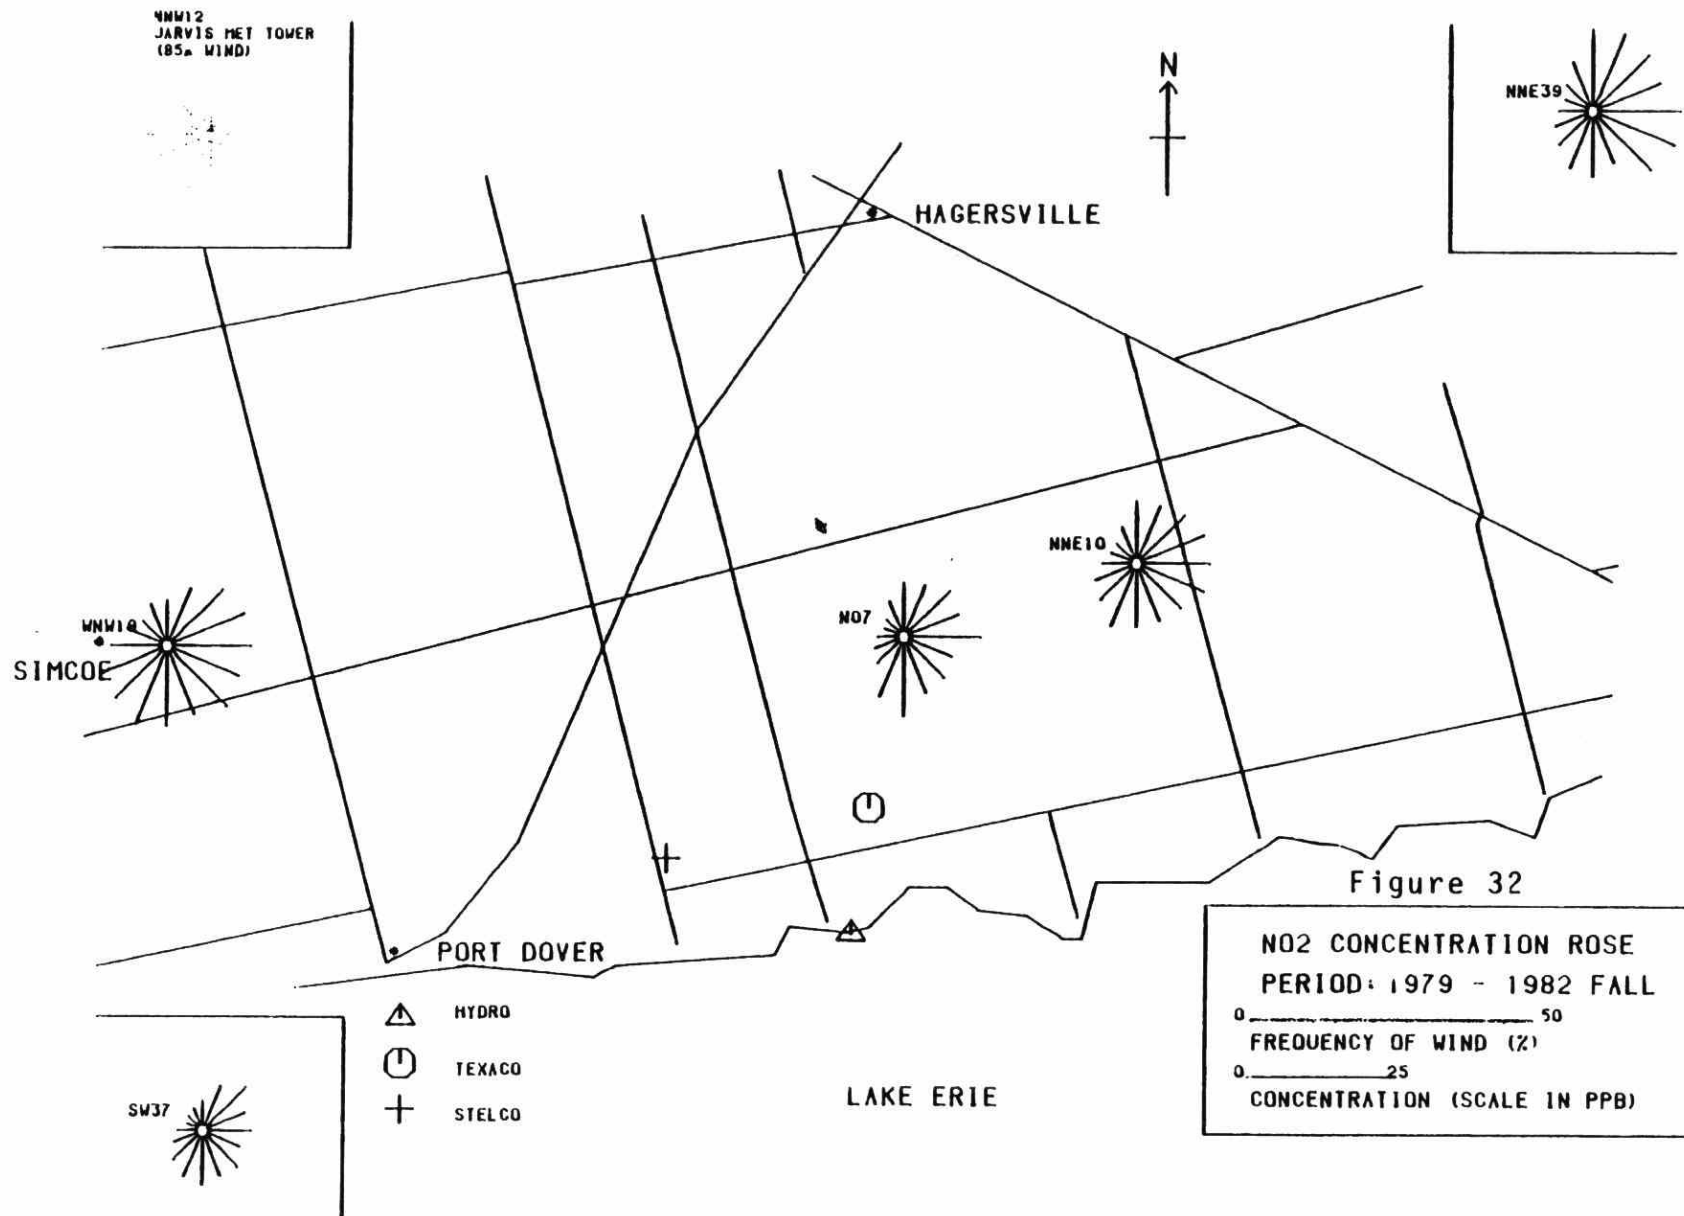 NNW12
JARVIS MET TOWER
(85m WIND)
N
NNE39
HAGERSVILLE
NNE10
WNW18
SIMCOE
N07
Figure 32
NO2 CONCENTRATION ROSE
PERIOD: 1979 - 1982 FALL
0 50
FREQUENCY OF WIND (%)
0 25
CONCENTRATION (SCALE IN PPB)
PORT DOVER
HYDRO
TEXACO
STELCO
SW37
LAKE ERIE